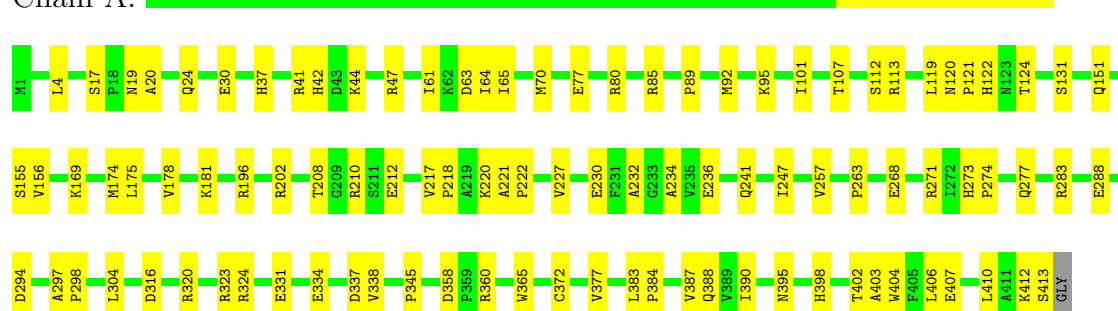 Chain A:
M1 L4 S17 P18 N19 A20 Q24 E30 H37 R41 H42 D43 K44 R47 I61 K62 D63 I64 I65 M70 E77 R80 R85 P89 M92 K95 I101 T107 S112 R113 L119 N120 P121 H122 N123 T124 S131 Q151
S155 V156 K169 M174 L175 V178 K181 R196 R202 T208 G209 R210 S211 E212 V217 P218 A219 K220 A221 P222 V227 E230 F231 A232 G233 A234 V235 E236 Q241 I247 V257 P263 E268 R271 I272 H273 P274 Q277 R283 E288
D294 A297 P298 L304 D316 R320 R323 R324 E331 E334 D337 V338 P345 D358 P359 R360 W365 C372 V377 L383 P384 V387 Q388 V389 I390 N395 H398 T402 A403 W404 F405 L406 E407 L410 A411 K412 S413 GLY